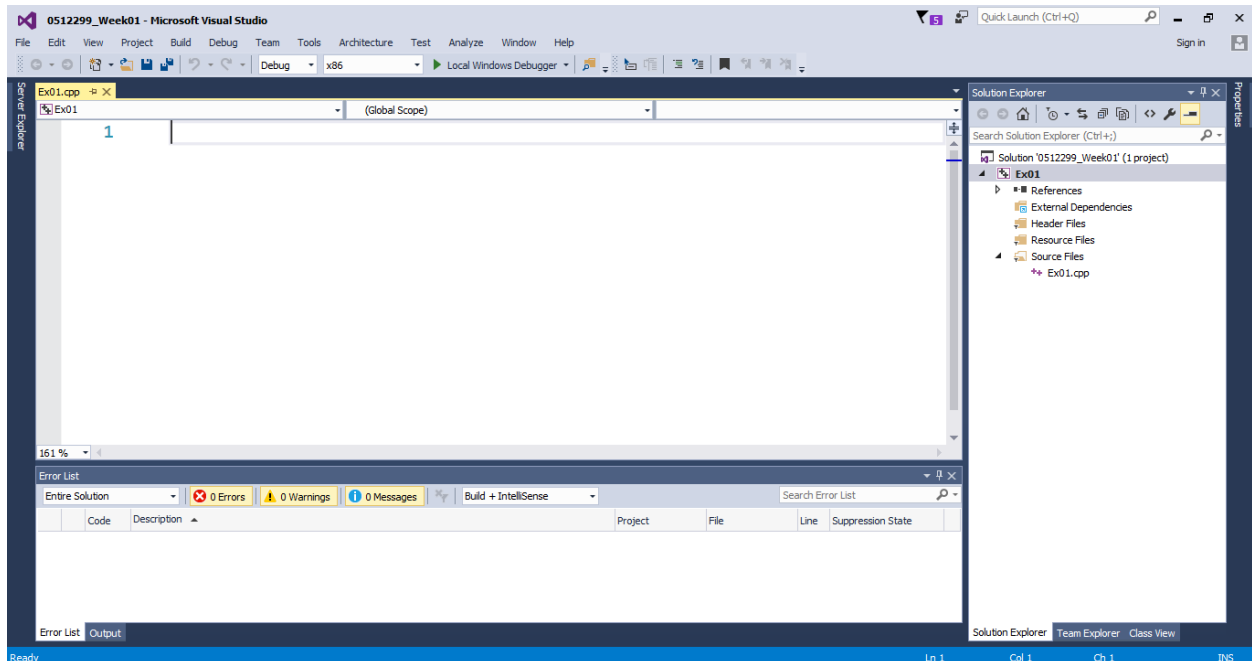 0512299_Week01 - Microsoft Visual Studio
5
Quick Launch (Ctrl+Q)
File Edit View Project Build Debug Team Tools Architecture Test Analyze Window Help
Sign in
Debug x86 Local Windows Debugger
Server Explorer
Ex01.cpp
Ex01 (Global Scope)
1
161 %
Solution Explorer
Search Solution Explorer (Ctrl+;)
Solution '0512299_Week01' (1 project)
Ex01
References
External Dependencies
Header Files
Resource Files
Source Files
Ex01.cpp
Properties
Error List
Entire Solution 0 Errors 0 Warnings 0 Messages Build + IntelliSense Search Error List
Code Description Project File Line Suppression State
Error List Output
Solution Explorer Team Explorer Class View
Ready Ln 1 Col 1 Ch 1 INS